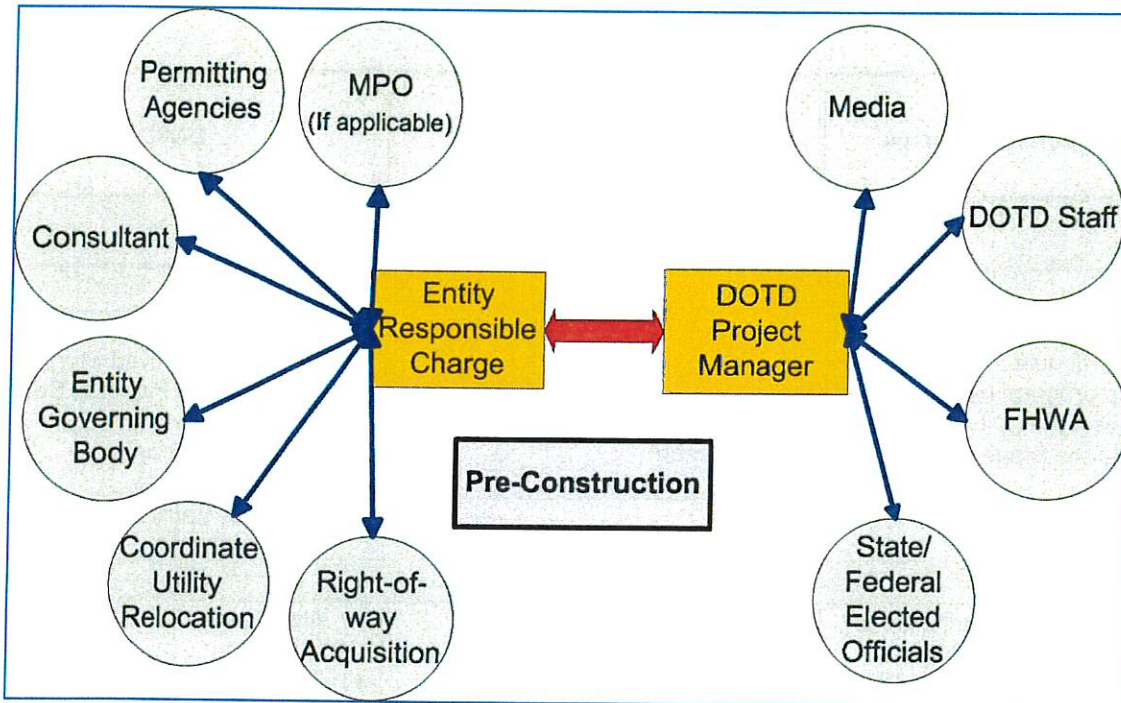 Permitting
Agencies
MPO
(If applicable)
Media
Consultant
DOTD Staff
Entity
Responsible
Charge
DOTD
Project
Manager
Entity
Governing
Body
FHWA
Pre-Construction
Coordinate
Utility
Relocation
Right-of-
way
Acquisition
State/
Federal
Elected
Officials